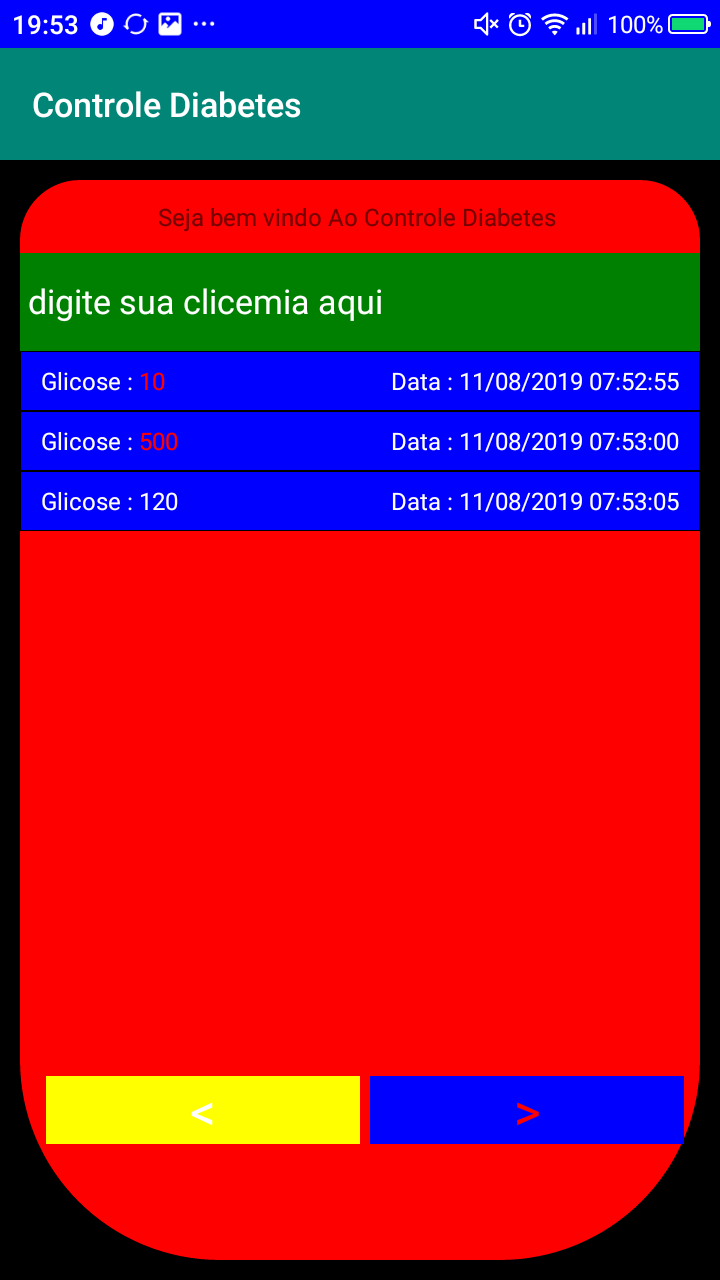 19:53 100%
Controle Diabetes
Seja bem vindo Ao Controle Diabetes
digite sua clicemia aqui
Glicose : 10 Data : 11/08/2019 07:52:55
Glicose : 500 Data : 11/08/2019 07:53:00
Glicose : 120 Data : 11/08/2019 07:53:05
< >